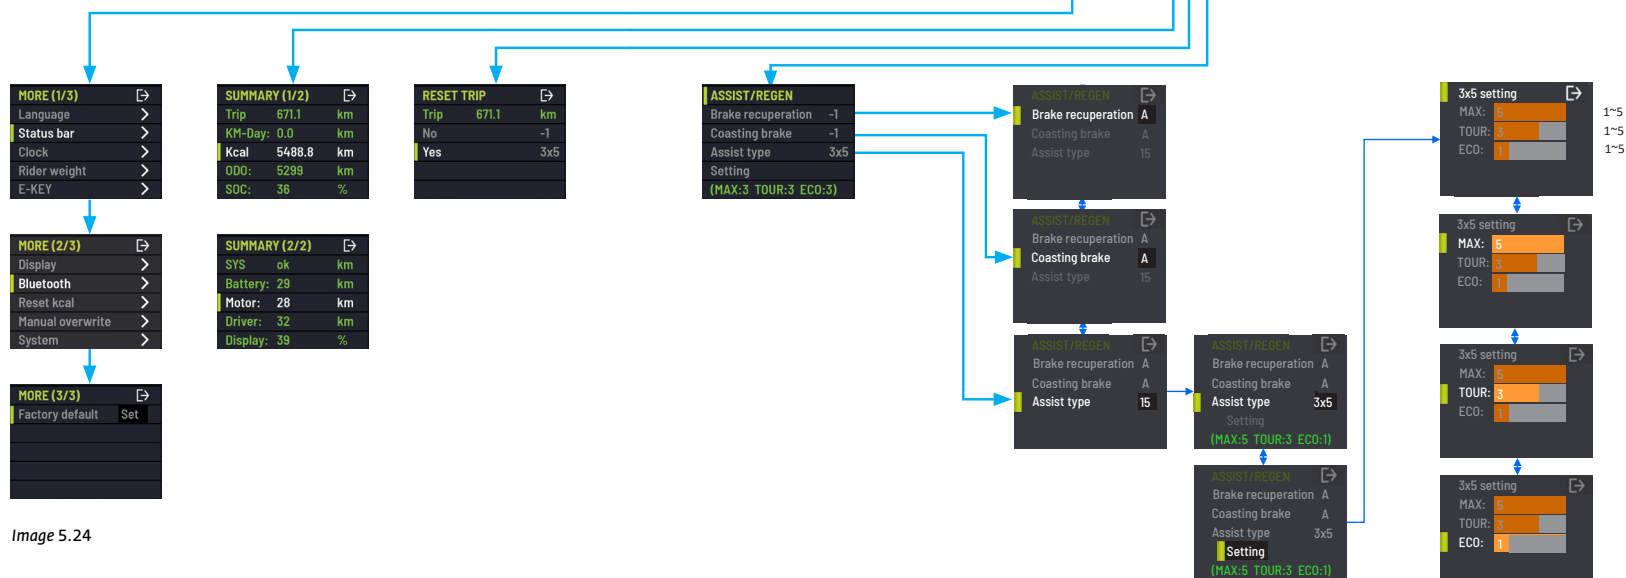 MORE (1/3)
Language
Status bar
Clock
Rider weight
E-KEY
MORE (2/3)
Display
Bluetooth
Reset kcal
Manual overwrite
System
MORE (3/3)
Factory default Set
Image 5.24
SUMMARY (1/2)
Trip 671.1 km
KM-Day: 0.0 km
Kcal 5488.8 km
ODO: 5299 km
SOC: 36 %
SUMMARY (2/2)
SYS ok km
Battery: 29 km
Motor: 28 km
Driver: 32 km
Display: 39 %
RESET TRIP
Trip 671.1 km
No -1
Yes 3x5
ASSIST/REGEN
Brake recuperation -1
Coasting brake -1
Assist type 3x5
Setting
(MAX:3 TOUR:3 ECO:3)
ASSIST/REGEN
Brake recuperation A
Coasting brake A
Assist type 15
ASSIST/REGEN
Brake recuperation A
Coasting brake A
Assist type 15
ASSIST/REGEN
Brake recuperation A
Coasting brake A
Assist type 15
ASSIST/REGEN
Brake recuperation A
Coasting brake A
Assist type 3x5
Setting
(MAX:5 TOUR:3 ECO:1)
ASSIST/REGEN
Brake recuperation A
Coasting brake A
Assist type 3x5
Setting
(MAX:5 TOUR:3 ECO:1)
3x5 setting
MAX: 5 1~5
TOUR: 3 1~5
ECO: 1 1~5
3x5 setting
MAX: 5
TOUR: 3
ECO: 1
3x5 setting
MAX: 5
TOUR: 3
ECO: 1
3x5 setting
MAX: 5
TOUR: 3
ECO: 1